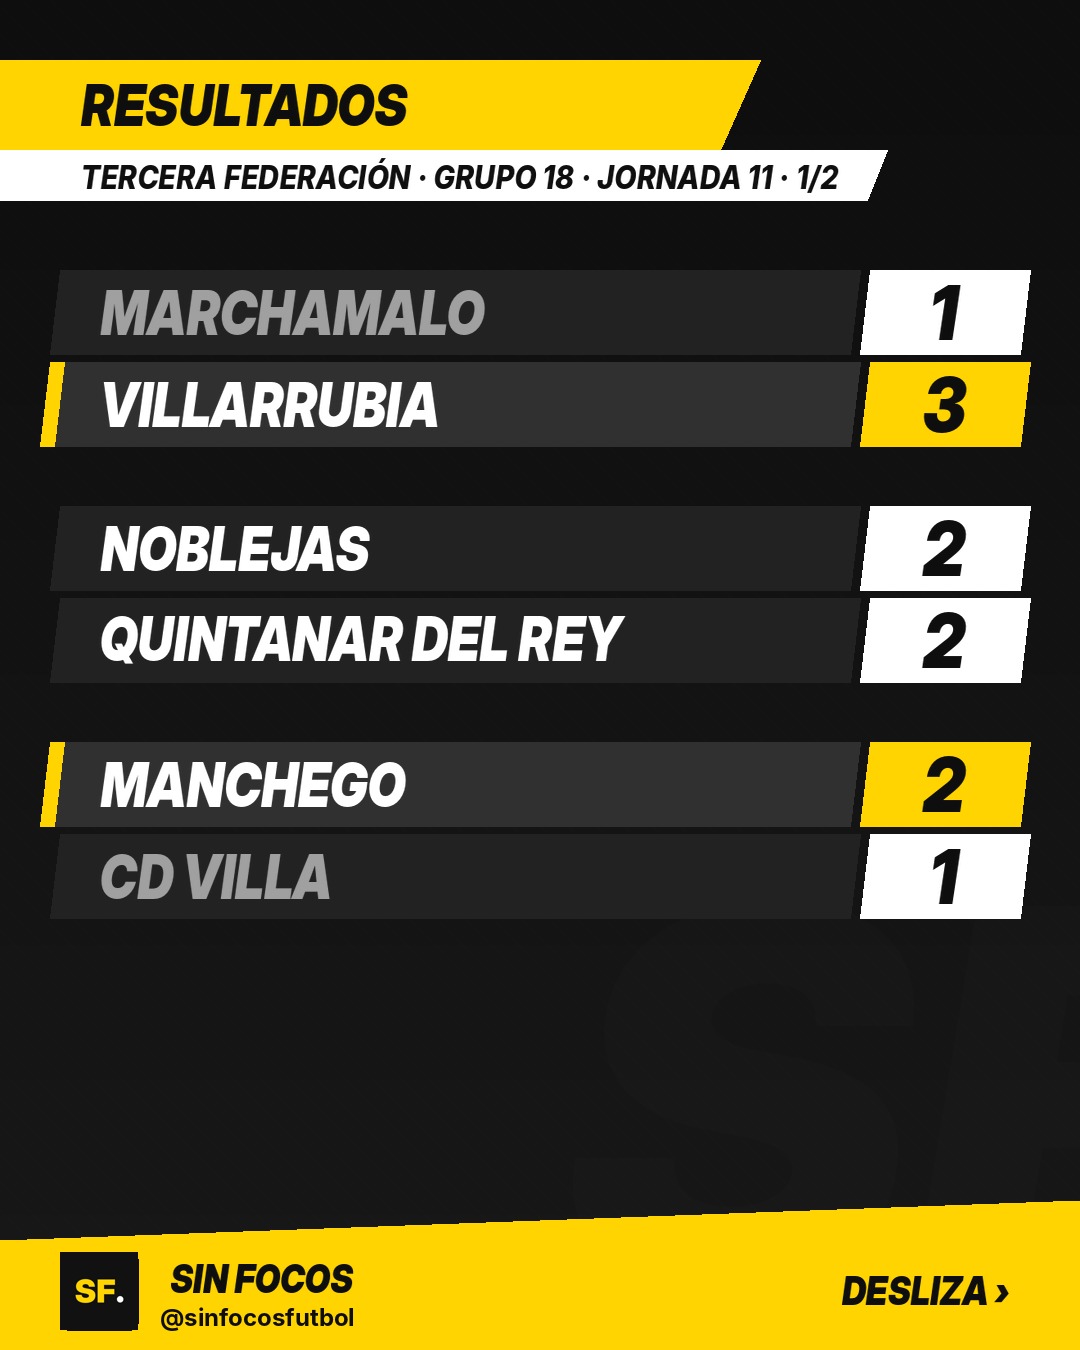 RESULTADOS
TERCERA FEDERACIÓN · GRUPO 18 · JORNADA 11 · 1/2
MARCHAMALO 1
VILLARRUBIA 3
NOBLEJAS 2
QUINTANAR DEL REY 2
MANCHEGO 2
CD VILLA 1
SF
SF.
SIN FOCOS
@sinfocosfutbol
DESLIZA ›